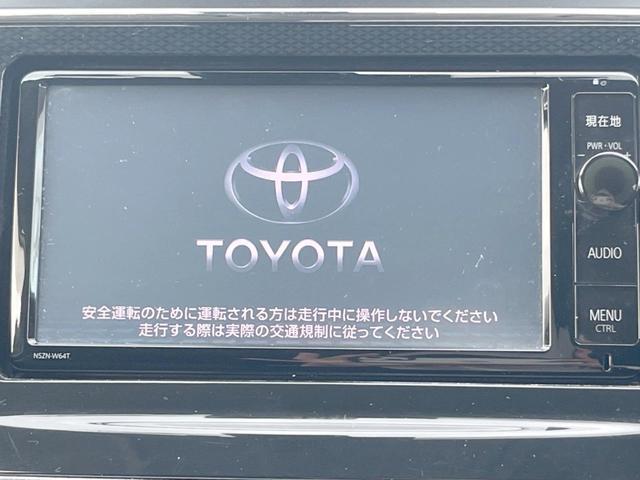 現在地
PWR・VOL
TOYOTA
AUDIO
安全運転のために運転される方は走行中に操作しないでください
走行する際は実際の交通規制に従ってください
MENU
CTRL
NSZN-W64T